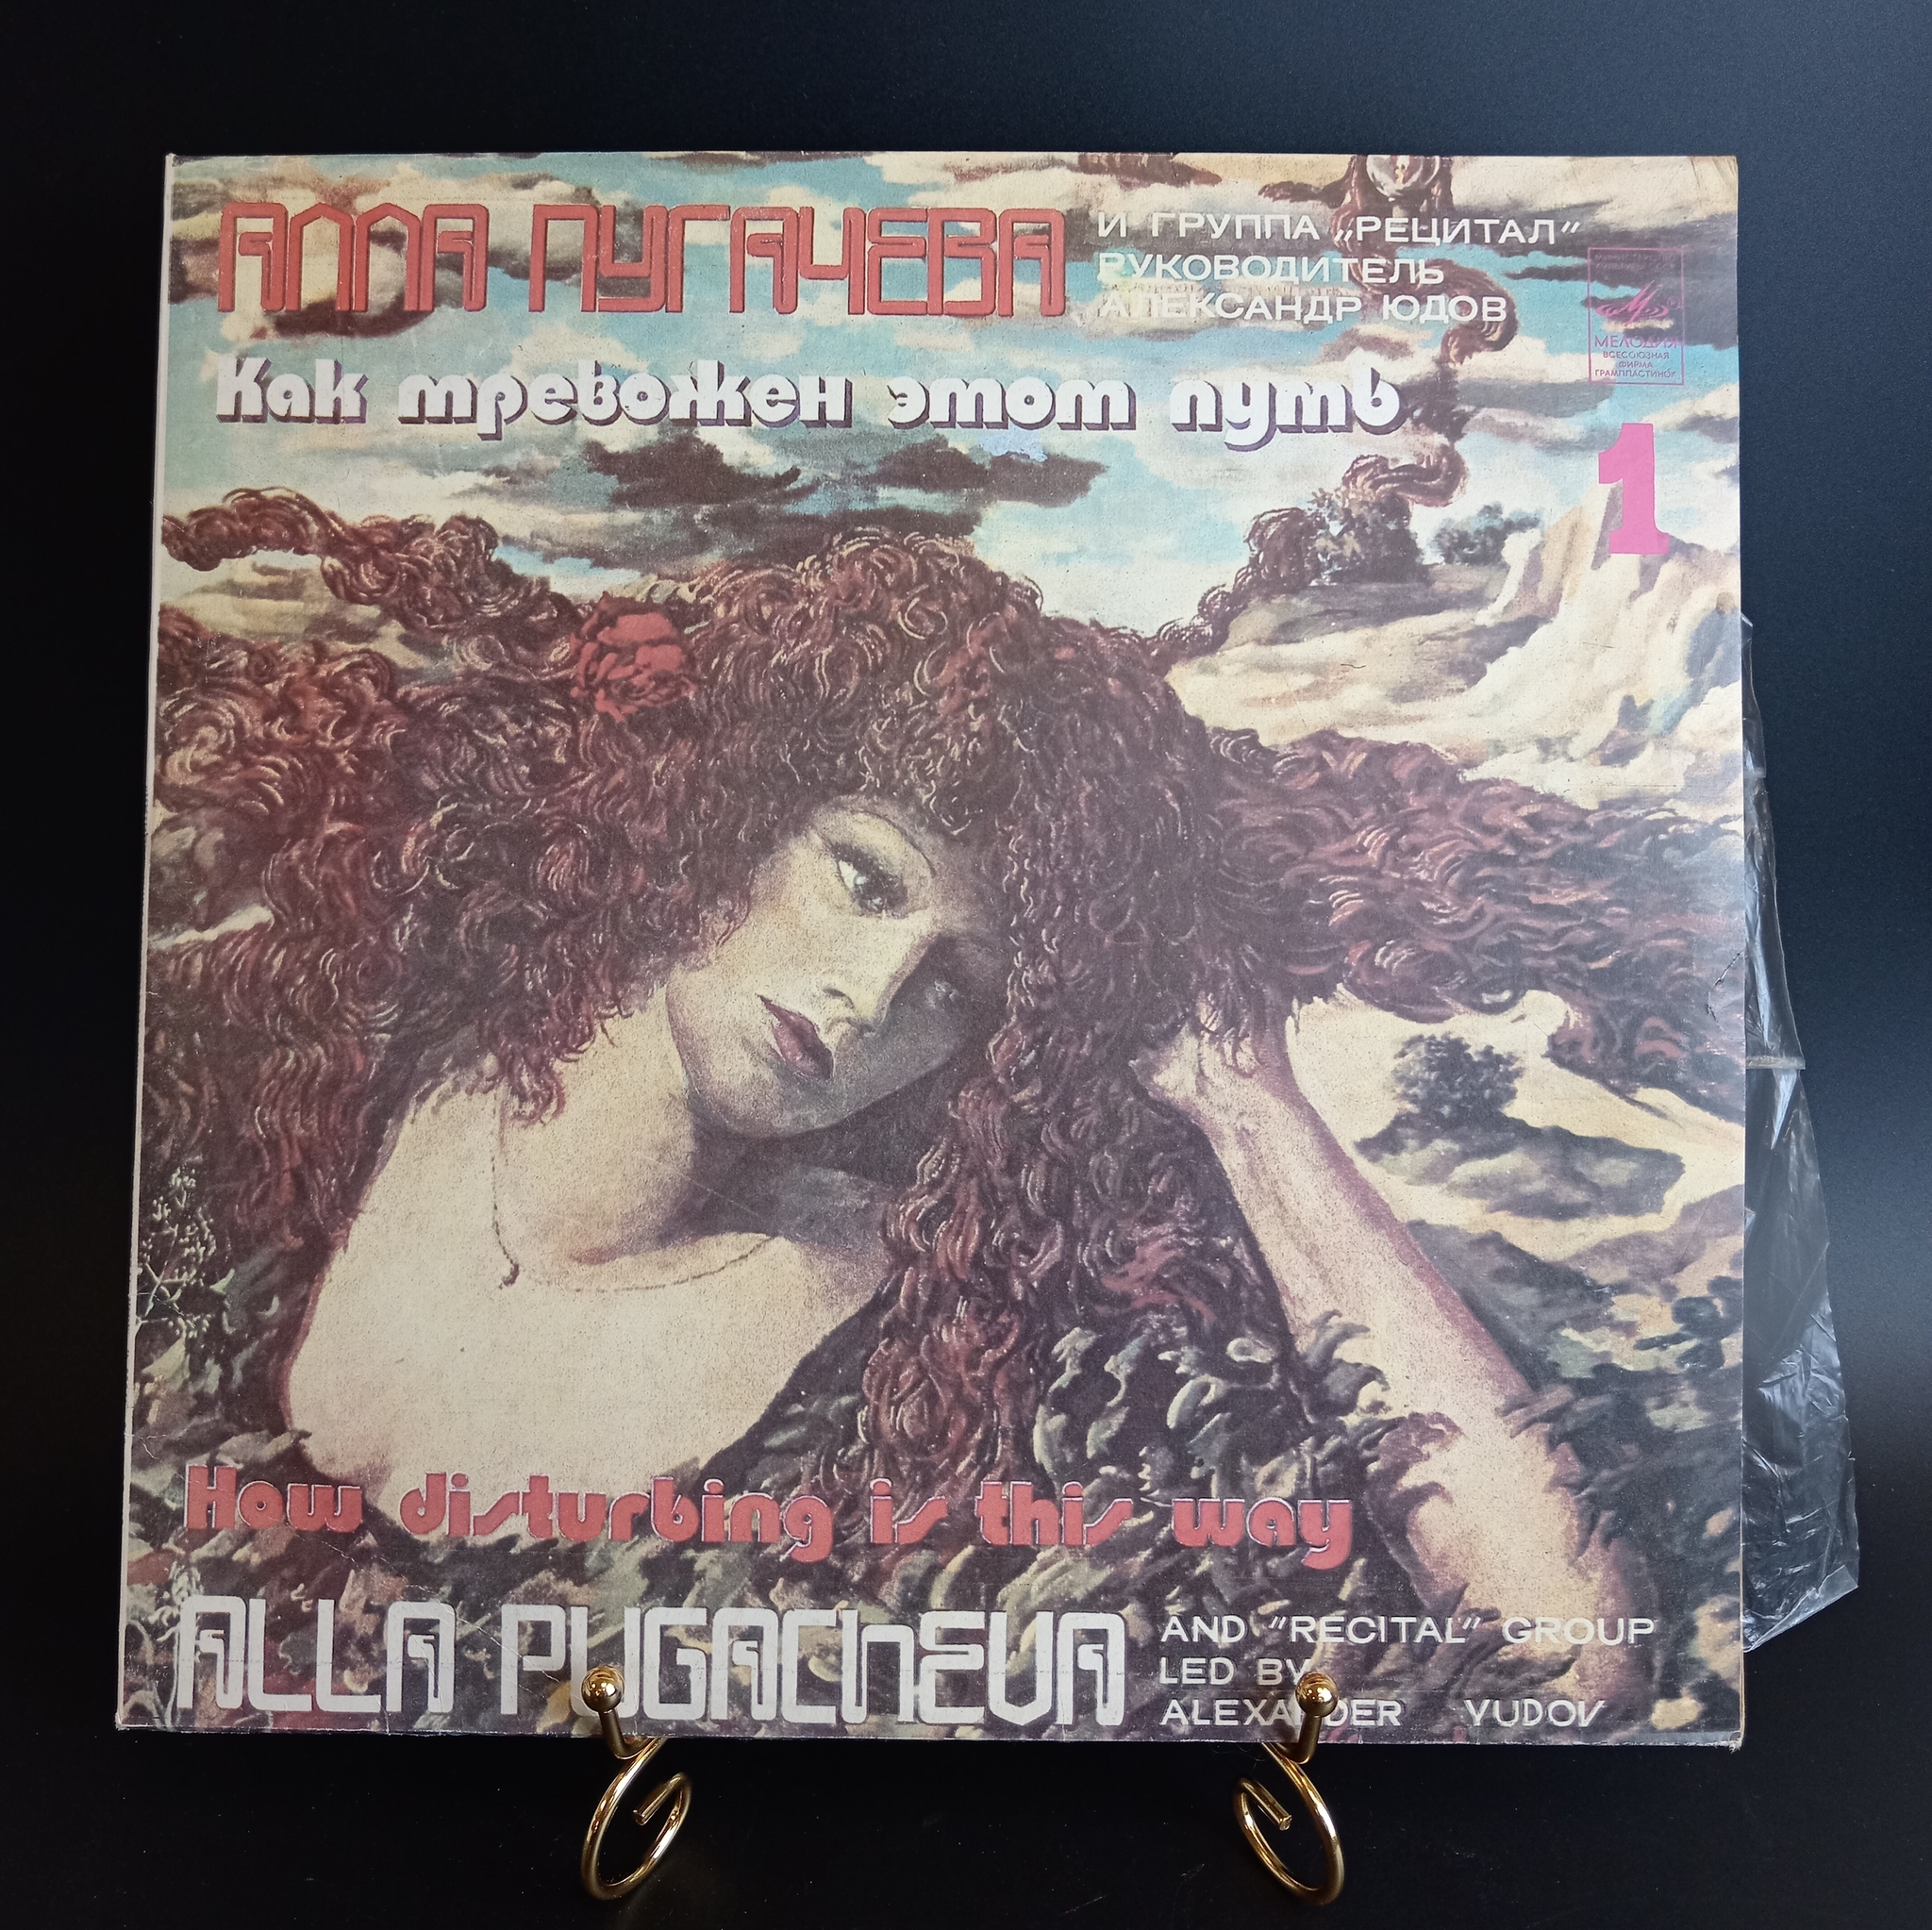 АЛЛА ПУГАЧЕВА
И ГРУППА „РЕЦИТАЛ”
РУКОВОДИТЕЛЬ
АЛЕКСАНДР ЮДОВ
МЕЛОДИЯ
ВСЕСОЮЗНАЯ
ФИРМА
ГРАМПЛАСТИНОК
Как тревожен этот путь
1
How disturbing is this way
ALLA PUGACHEVA
AND "RECITAL" GROUP
LED BY
ALEXANDER YUDOV